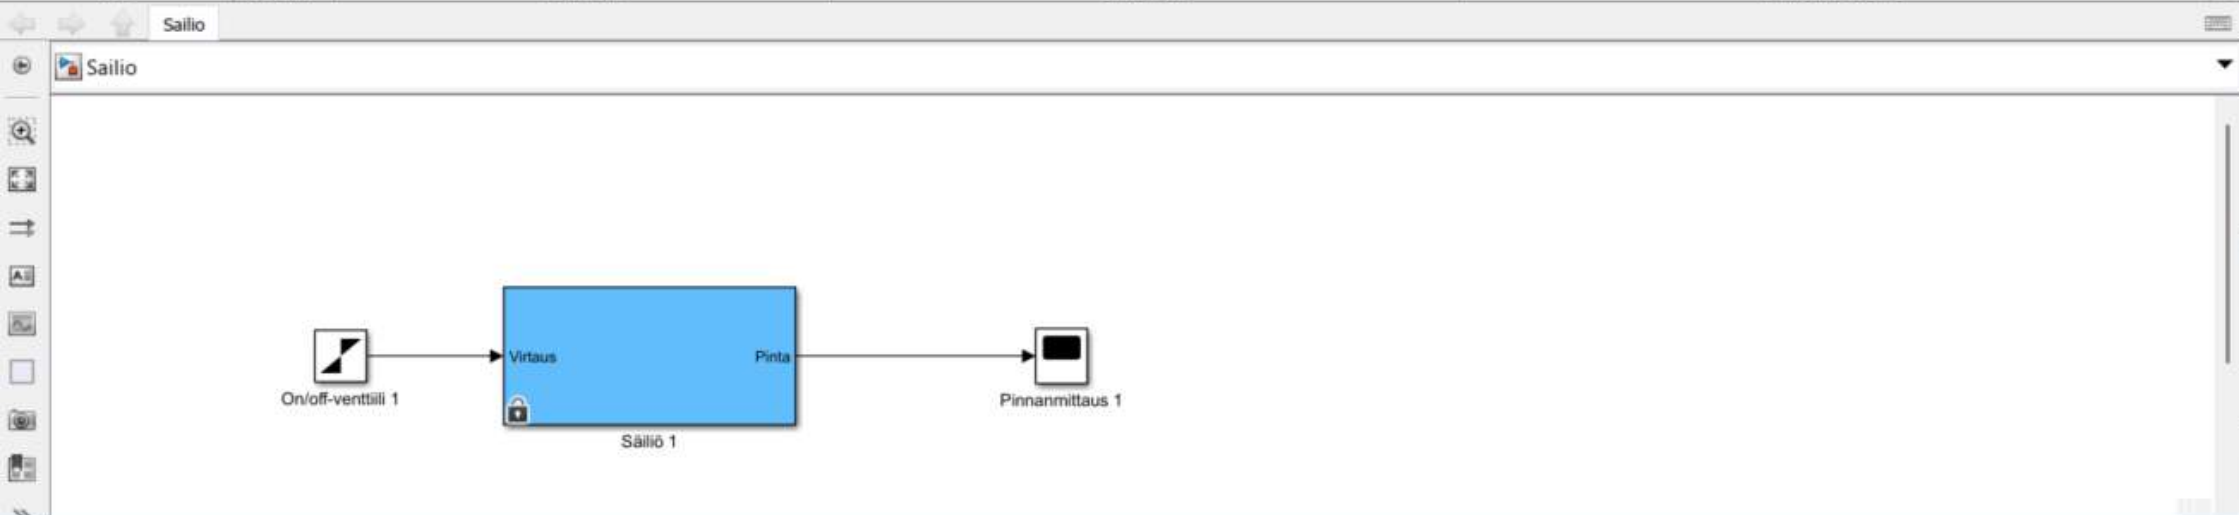 Sailio
Sailio
Virtaus
Pinta
On/off-venttiili 1
Pinnanmittaus 1
Säiliö 1